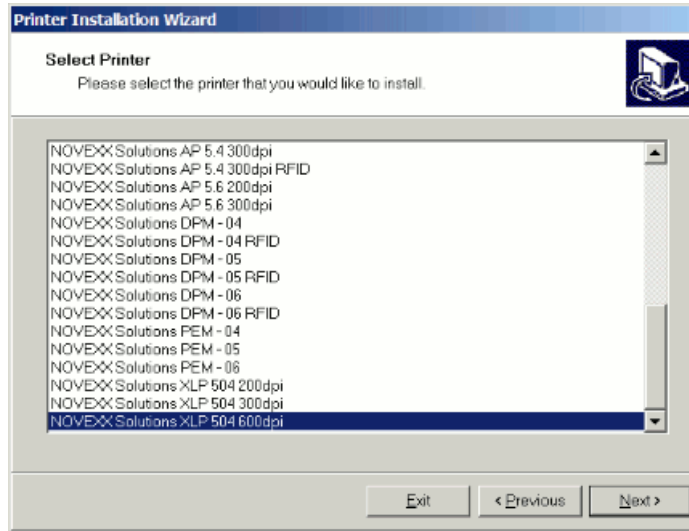 Printer Installation Wizard
Select Printer
Please select the printer that you would like to install.
NOVEXX Solutions AP 5.4 300dpi
NOVEXX Solutions AP 5.4 300dpi RFID
NOVEXX Solutions AP 5.6 200dpi
NOVEXX Solutions AP 5.6 300dpi
NOVEXX Solutions DPM - 04
NOVEXX Solutions DPM - 04 RFID
NOVEXX Solutions DPM - 05
NOVEXX Solutions DPM - 05 RFID
NOVEXX Solutions DPM - 06
NOVEXX Solutions DPM - 06 RFID
NOVEXX Solutions PEM - 04
NOVEXX Solutions PEM - 05
NOVEXX Solutions PEM - 06
NOVEXX Solutions XLP 504 200dpi
NOVEXX Solutions XLP 504 300dpi
NOVEXX Solutions XLP 504 600dpi
Exit
< Previous
Next >